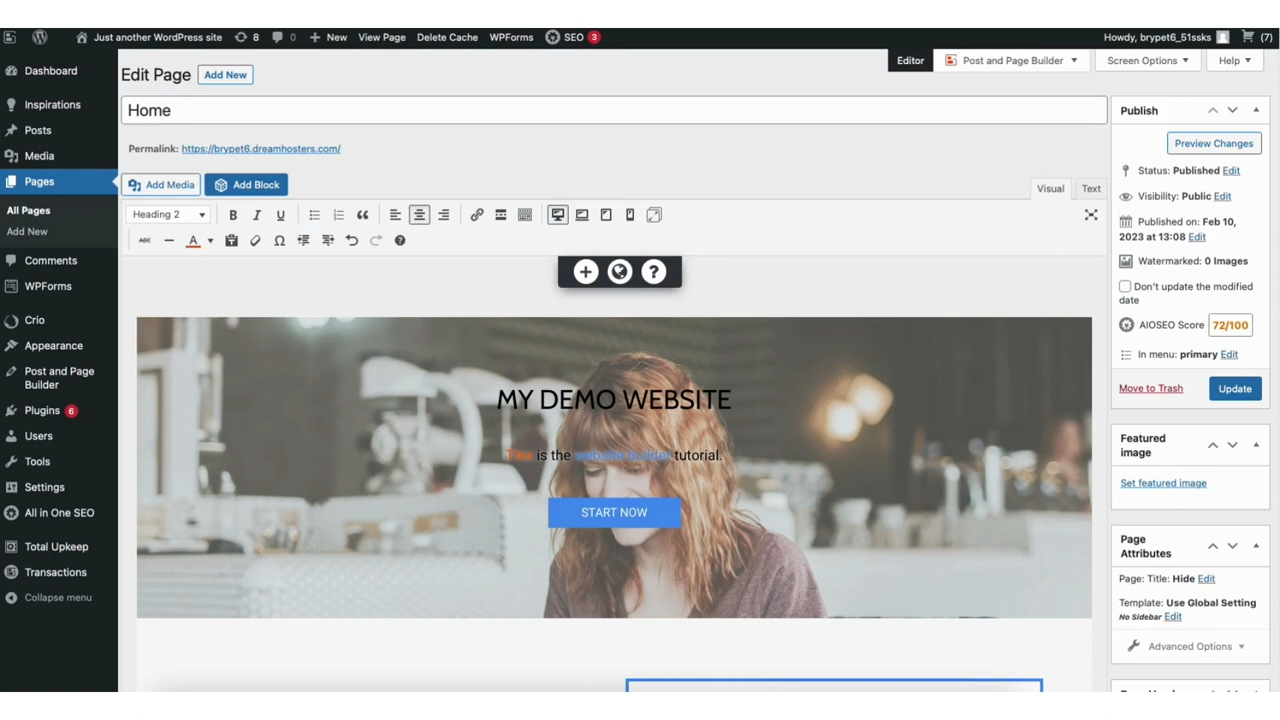 Just another WordPress site 8 0 New View Page Delete Cache WPForms SEO 3 Howdy, brypet6_51ssks (7)
Editor Post and Page Builder Screen Options Help
Dashboard
Inspirations
Posts
Media
Pages
All Pages
Add New
Comments
WPForms
Crio
Appearance
Post and Page
Builder
Plugins 6
Users
Tools
Settings
All in One SEO
Total Upkeep
Transactions
Collapse menu
Edit Page Add New
Home
Permalink: https://brypet6.dreamhosters.com/
Add Media Add Block Visual Text
Heading 2 B I U
ABC A Ω
MY DEMO WEBSITE
This is the website builder tutorial.
START NOW
Publish
Preview Changes
Status: Published Edit
Visibility: Public Edit
Published on: Feb 10,
2023 at 13:08 Edit
Watermarked: 0 Images
Don't update the modified
date
AIOSEO Score 72/100
In menu: primary Edit
Move to Trash Update
Featured
image
Set featured image
Page
Attributes
Page: Title: Hide Edit
Template: Use Global Setting
No Sidebar Edit
Advanced Options